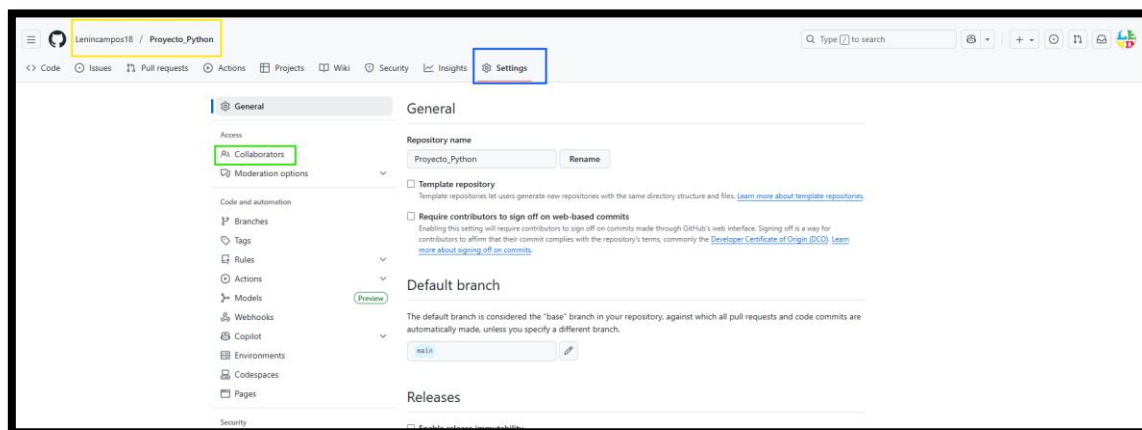 Lenincampos18 / Proyecto_Python
Type / to search
Code Issues Pull requests Actions Projects Wiki Security Insights Settings
General
Access
Collaborators
Moderation options
Code and automation
Branches
Tags
Rules
Actions
Models Preview
Webhooks
Copilot
Environments
Codespaces
Pages
Security
General
Repository name
Proyecto_Python Rename
Template repository
Template repositories let users generate new repositories with the same directory structure and files. Learn more about template repositories.
Require contributors to sign off on web-based commits
Enabling this setting will require contributors to sign off on commits made through GitHub's web interface. Signing off is a way for
contributors to affirm that their commit complies with the repository's terms, commonly the Developer Certificate of Origin (DCO). Learn
more about signing off on commits.
Default branch
The default branch is considered the "base" branch in your repository, against which all pull requests and code commits are
automatically made, unless you specify a different branch.
main
Releases
Enable release immutability